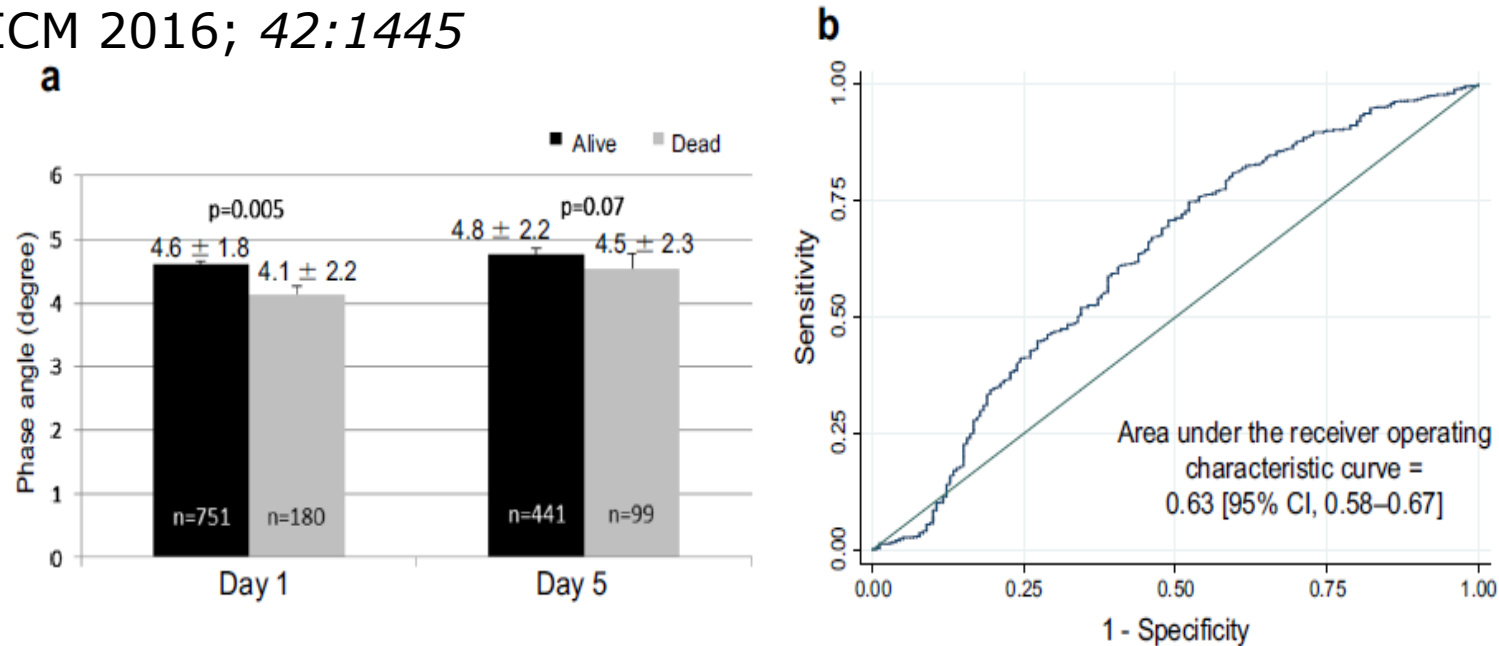 ICM 2016; 42:1445
a
Alive Dead
6
5
4
3
2
1
0
Phase angle (degree)
p=0.005
4.6 ± 1.8
4.1 ± 2.2
p=0.07
4.8 ± 2.2
4.5 ± 2.3
n=751
n=180
n=441
n=99
Day 1
Day 5
b
1.00
0.75
0.50
0.25
0.00
Sensitivity
Area under the receiver operating
characteristic curve =
0.63 [95% CI, 0.58–0.67]
0.00
0.25
0.50
0.75
1.00
1 - Specificity